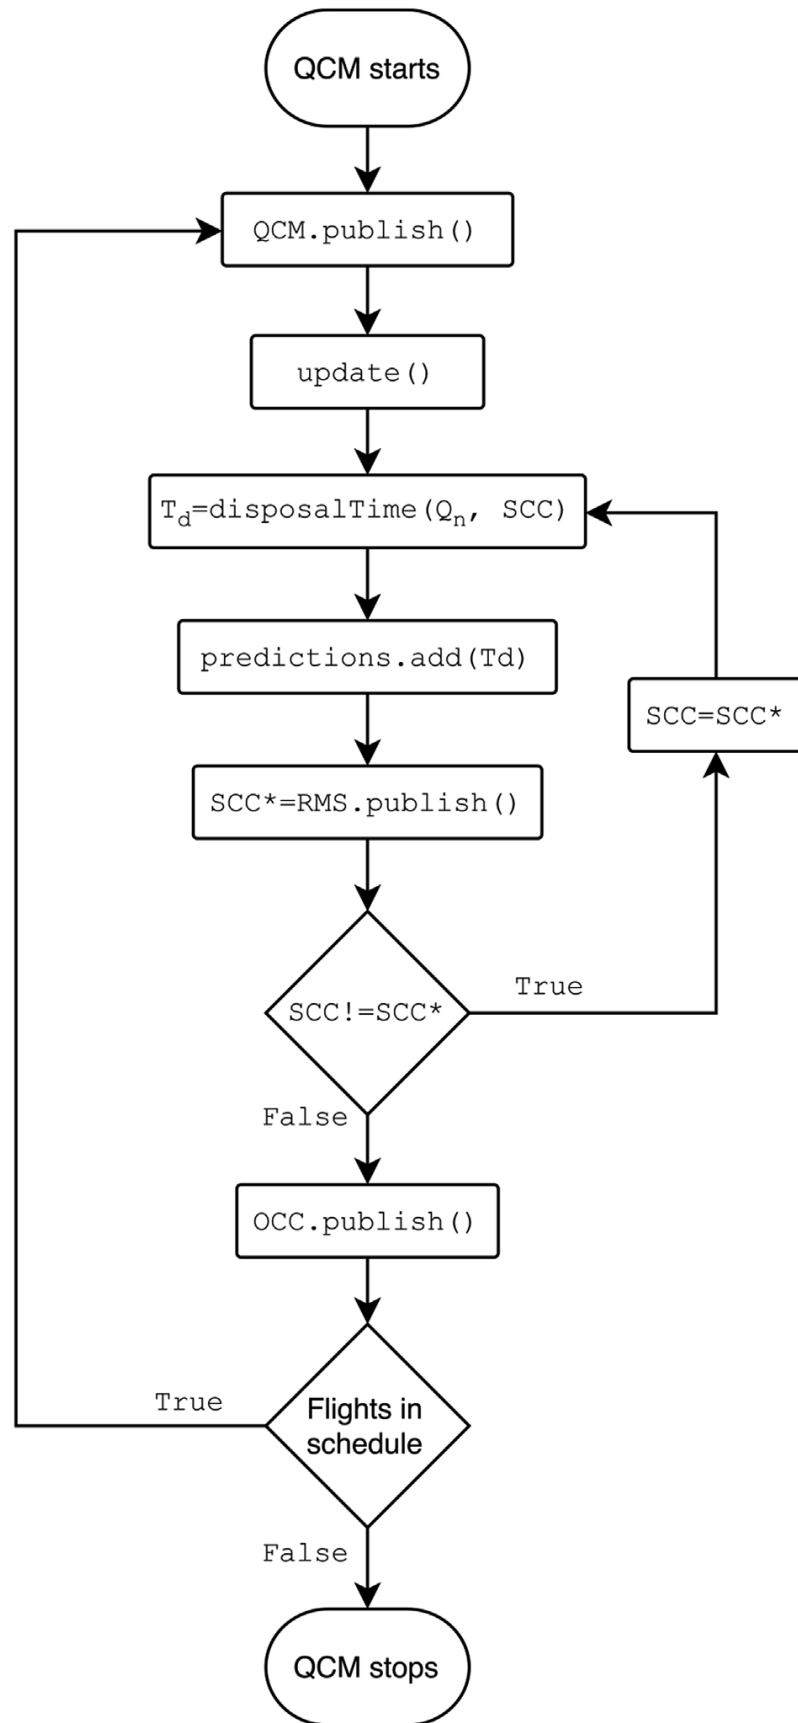 QCM starts
QCM.publish()
update()
Td=disposalTime(Qn, SCC)
predictions.add(Td)
SCC=SCC*
SCC*=RMS.publish()
True
SCC!=SCC*
False
OCC.publish()
True
Flights in
schedule
False
QCM stops